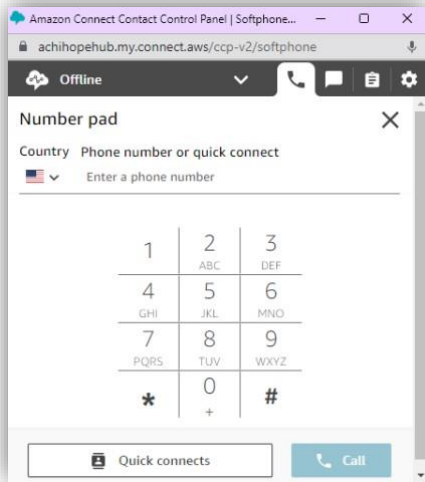 Amazon Connect Contact Control Panel | Softphone...
achihopehub.my.connect.aws/ccp-v2/softphone
Offline
Number pad
Country Phone number or quick connect
Enter a phone number
1 2 3
ABC DEF
4 5 6
GHI JKL MNO
7 8 9
PQRS TUV WXYZ
* 0 #
+
Quick connects Call